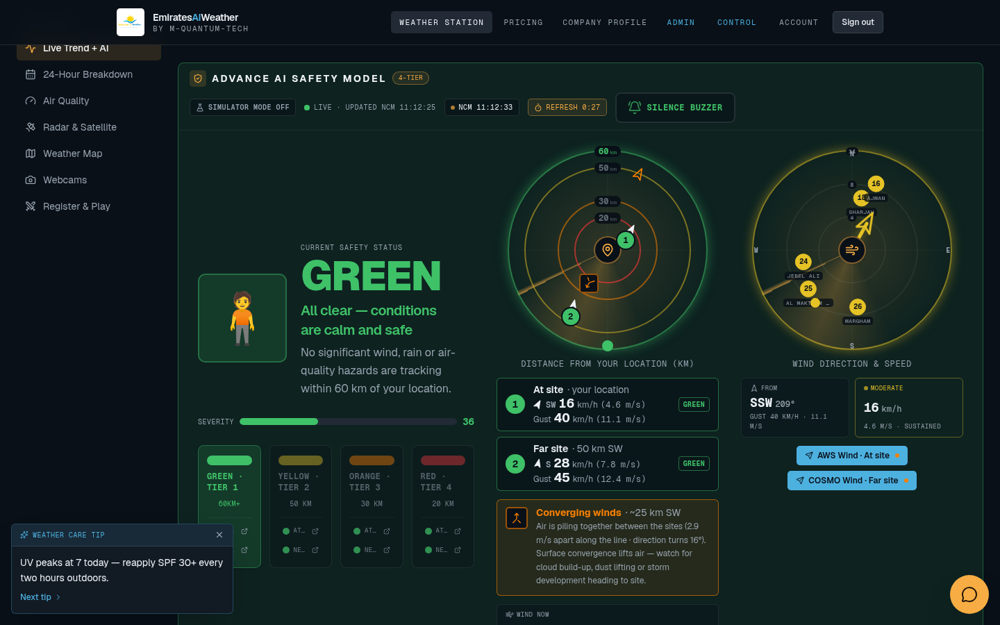 EmiratesAIWeather
BY M-QUANTUM-TECH
WEATHER STATION
PRICING
COMPANY PROFILE
ADMIN
CONTROL
ACCOUNT
Sign out
Live Trend + AI
24-Hour Breakdown
Air Quality
Radar & Satellite
Weather Map
Webcams
Register & Play
ADVANCE AI SAFETY MODEL
4-TIER
SIMULATOR MODE OFF
LIVE · UPDATED NCM 11:12:25
NCM 11:12:33
REFRESH 0:27
SILENCE BUZZER
CURRENT SAFETY STATUS
GREEN
All clear — conditions
are calm and safe
No significant wind, rain or air-
quality hazards are tracking
within 60 km of your location.
SEVERITY
36
GREEN ·
TIER 1
60KM+
YELLOW ·
TIER 2
50 KM
AT…
NE…
ORANGE ·
TIER 3
30 KM
AT…
NE…
RED ·
TIER 4
20 KM
AT…
NE…
60 km
50 km
30 km
20 km
1
2
DISTANCE FROM YOUR LOCATION (KM)
1
At site · your location
SW 16 km/h (4.6 m/s)
Gust 40 km/h (11.1 m/s)
GREEN
2
Far site · 50 km SW
S 28 km/h (7.8 m/s)
Gust 45 km/h (12.4 m/s)
GREEN
Converging winds · ~25 km SW
Air is piling together between the sites (2.9
m/s apart along the line · direction turns 16°).
Surface convergence lifts air — watch for
cloud build-up, dust lifting or storm
development heading to site.
WIND NOW
N
8
4
W
E
S
16
AJMAN
18
SHARJAH
24
JEBEL ALI
25
26
MARGHAM
WIND DIRECTION & SPEED
FROM
SSW 209°
GUST 40 KM/H · 11.1
M/S
MODERATE
16 km/h
4.6 M/S · SUSTAINED
AWS Wind · At site
COSMO Wind · Far site
WEATHER CARE TIP
UV peaks at 7 today — reapply SPF 30+ every
two hours outdoors.
Next tip